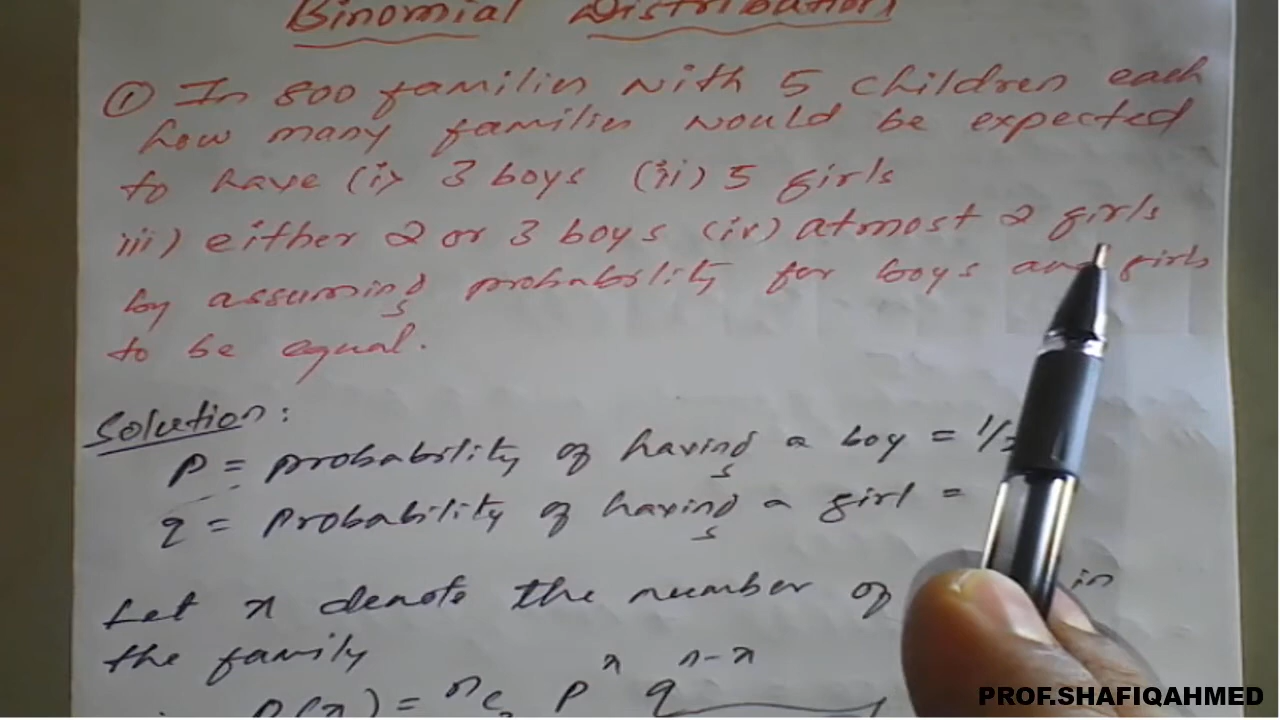 Binomial Distribution
① In 800 families with 5 children each
how many families would be expected
to have (i) 3 boys (ii) 5 girls
iii) either 2 or 3 boys (iv) atmost 2 girls
by assuming probability for boys and girls
to be equal.
Solution:
p = probability of having a boy = 1/2
q = probability of having a girl =
Let x denote the number of in
the family
p(x) = nCx p^x q^n-x
PROF.SHAFIQAHMED